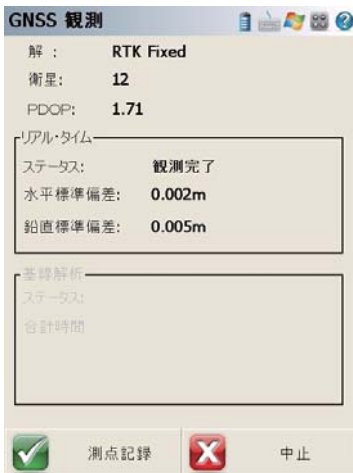 GNSS 観測
解 : RTK Fixed
衛星: 12
PDOP: 1.71
リアル・タイム
ステータス: 観測完了
水平標準偏差: 0.002m
鉛直標準偏差: 0.005m
基線解析
ステータス:
合計時間
測点記録 中止